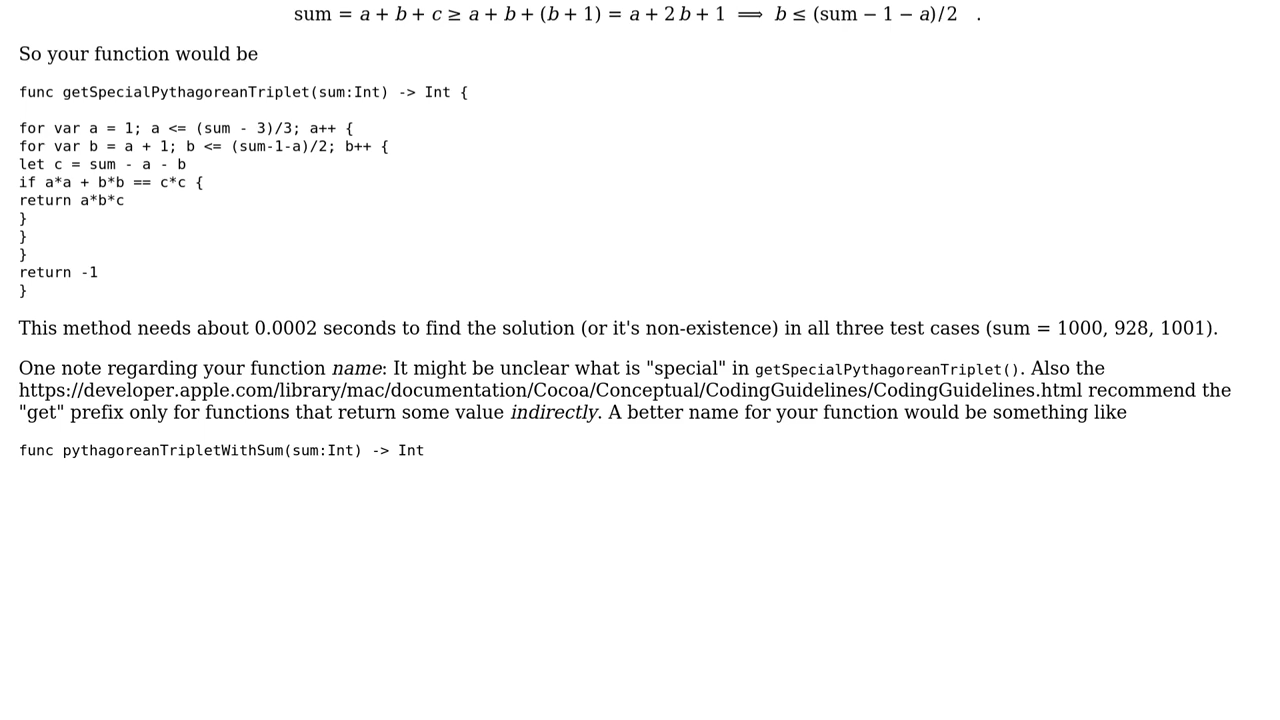 sum = a + b + c ≥ a + b + (b + 1) = a + 2 b + 1 ⟹ b ≤ (sum − 1 − a)/2 .
So your function would be
func getSpecialPythagoreanTriplet(sum:Int) -> Int {
for var a = 1; a <= (sum - 3)/3; a++ {
for var b = a + 1; b <= (sum-1-a)/2; b++ {
let c = sum - a - b
if a*a + b*b == c*c {
return a*b*c
}
}
}
return -1
}
This method needs about 0.0002 seconds to find the solution (or it's non-existence) in all three test cases (sum = 1000, 928, 1001).
One note regarding your function name: It might be unclear what is "special" in getSpecialPythagoreanTriplet(). Also the
https://developer.apple.com/library/mac/documentation/Cocoa/Conceptual/CodingGuidelines/CodingGuidelines.html recommend the
"get" prefix only for functions that return some value indirectly. A better name for your function would be something like
func pythagoreanTripletWithSum(sum:Int) -> Int